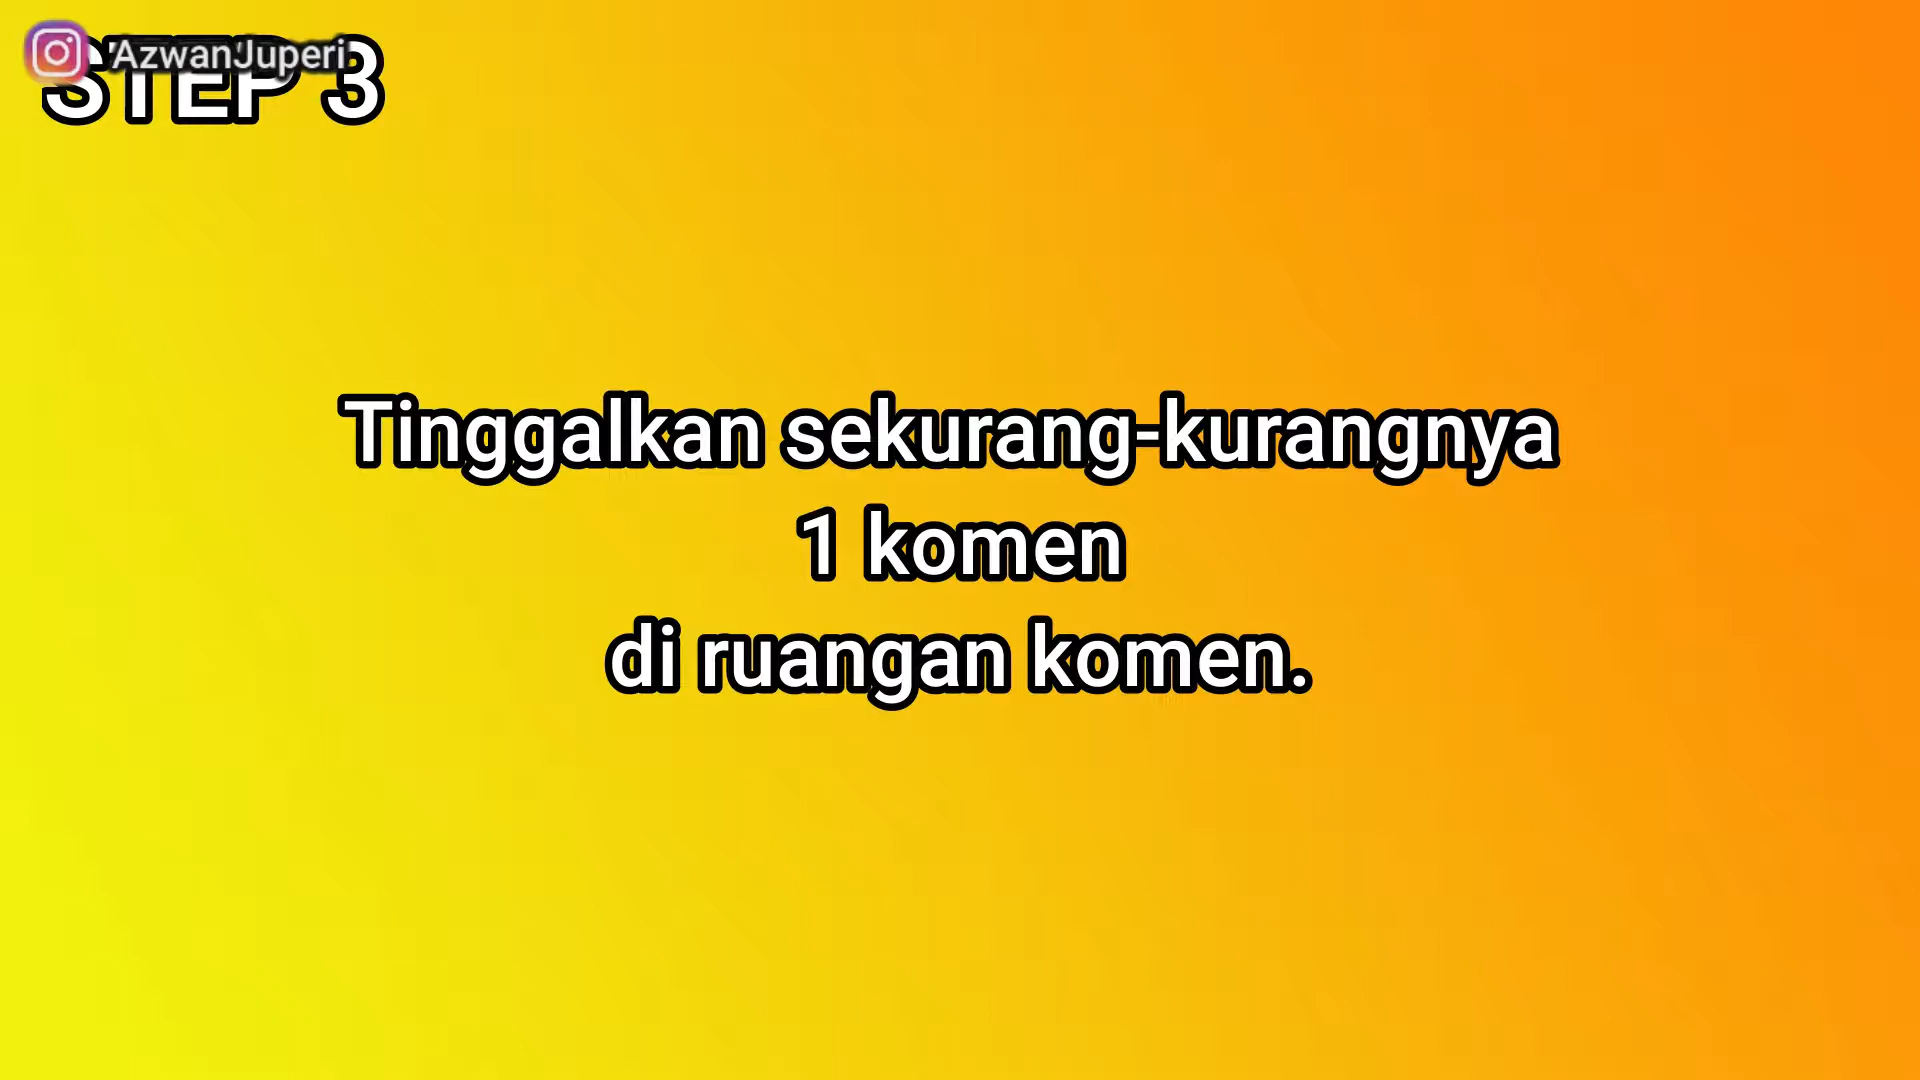 AzwanJuperi
STEP 3
Tinggalkan sekurang-kurangnya
1 komen
di ruangan komen.